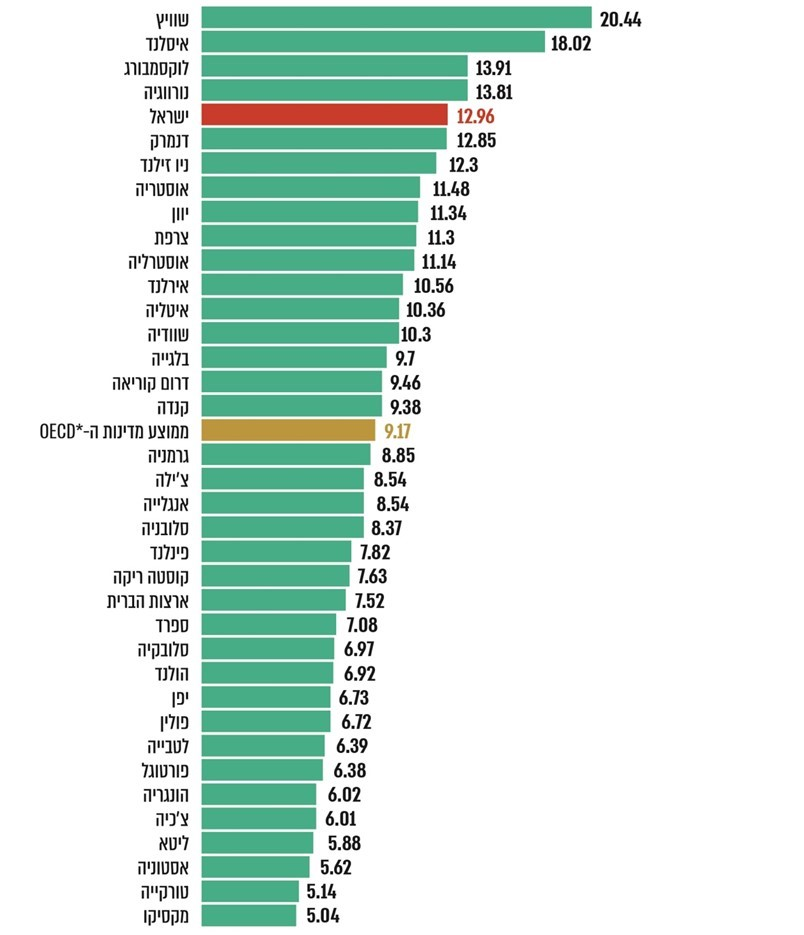 שוויץ 20.44
איסלנד 18.02
לוקסמבורג 13.91
נורווגיה 13.81
ישראל 12.96
דנמרק 12.85
ניו זילנד 12.3
אוסטריה 11.48
יוון 11.34
צרפת 11.3
אוסטרליה 11.14
אירלנד 10.56
איטליה 10.36
שוודיה 10.3
בלגייה 9.7
דרום קוריאה 9.46
קנדה 9.38
ממוצע מדינות ה-OECD* 9.17
גרמניה 8.85
צ'ילה 8.54
אנגלייה 8.54
סלובניה 8.37
פינלנד 7.82
קוסטה ריקה 7.63
ארצות הברית 7.52
ספרד 7.08
סלובקיה 6.97
הולנד 6.92
יפן 6.73
פולין 6.72
לטבייה 6.39
פורטוגל 6.38
הונגריה 6.02
צ'כיה 6.01
ליטא 5.88
אסטוניה 5.62
טורקייה 5.14
מקסיקו 5.04